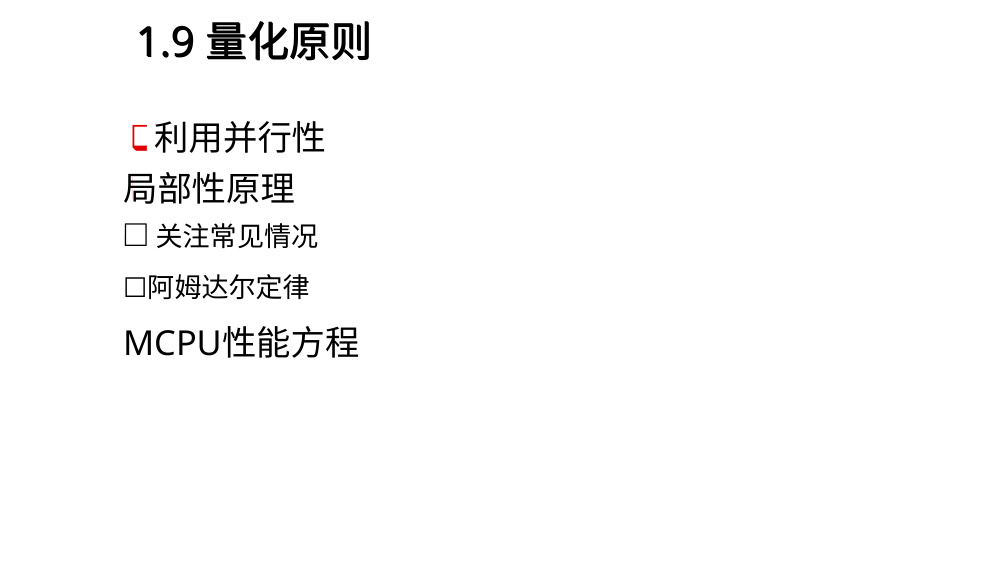 1.9 量化原则
利用并行性
局部性原理
□ 关注常见情况
□阿姆达尔定律
MCPU性能方程